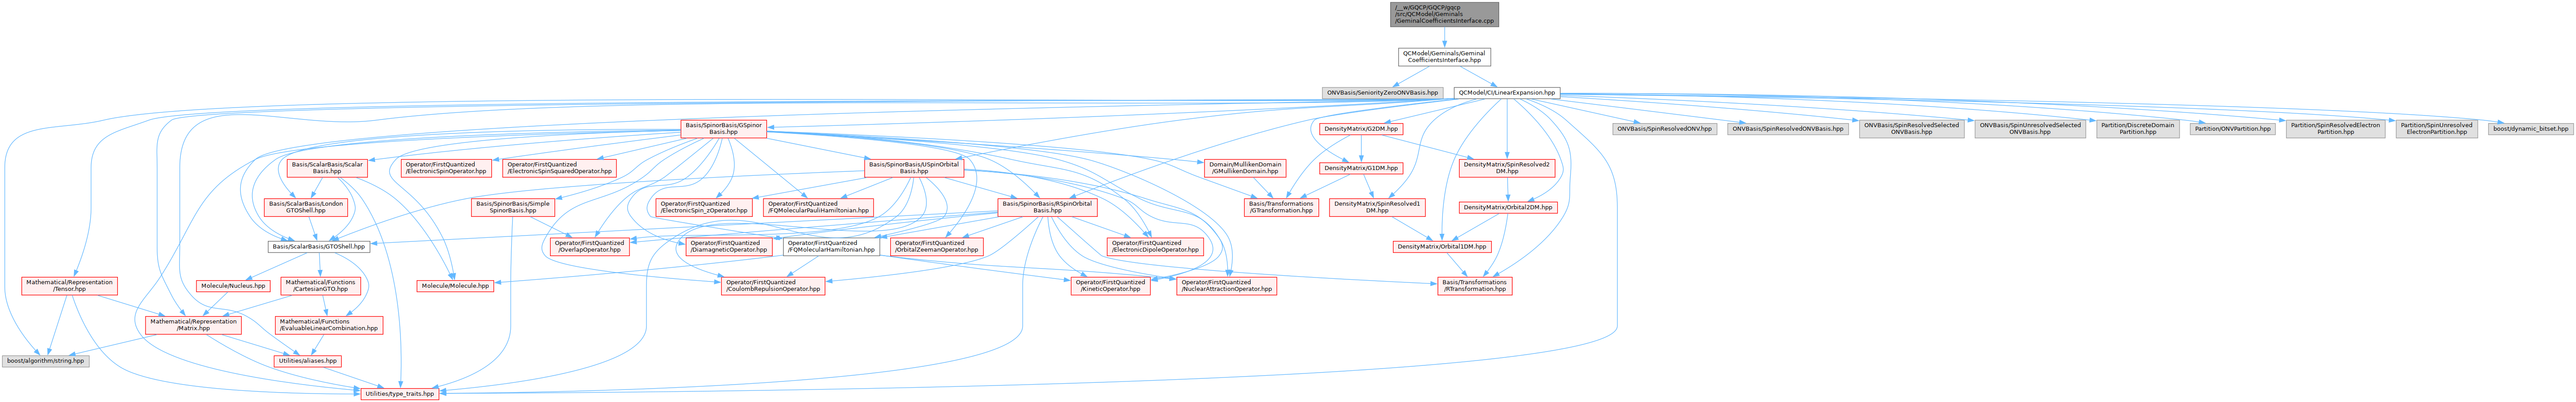 /__w/GQCP/GQCP/gqcp
/src/QCModel/Geminals
/GeminalCoefficientsInterface.cpp
QCModel/Geminals/Geminal
CoefficientsInterface.hpp
ONVBasis/SeniorityZeroONVBasis.hpp
QCModel/CI/LinearExpansion.hpp
Basis/SpinorBasis/GSpinor
Basis.hpp
DensityMatrix/G2DM.hpp
ONVBasis/SpinResolvedONV.hpp
ONVBasis/SpinResolvedONVBasis.hpp
ONVBasis/SpinResolvedSelected
ONVBasis.hpp
ONVBasis/SpinUnresolvedSelected
ONVBasis.hpp
Partition/DiscreteDomain
Partition.hpp
Partition/ONVPartition.hpp
Partition/SpinResolvedElectron
Partition.hpp
Partition/SpinUnresolved
ElectronPartition.hpp
boost/dynamic_bitset.hpp
Basis/ScalarBasis/Scalar
Basis.hpp
Operator/FirstQuantized
/ElectronicSpinOperator.hpp
Operator/FirstQuantized
/ElectronicSpinSquaredOperator.hpp
Basis/SpinorBasis/USpinOrbital
Basis.hpp
Domain/MullikenDomain
/GMullikenDomain.hpp
DensityMatrix/G1DM.hpp
DensityMatrix/SpinResolved2
DM.hpp
Basis/ScalarBasis/London
GTOShell.hpp
Basis/SpinorBasis/Simple
SpinorBasis.hpp
Operator/FirstQuantized
/ElectronicSpin_zOperator.hpp
Operator/FirstQuantized
/FQMolecularPauliHamiltonian.hpp
Basis/SpinorBasis/RSpinOrbital
Basis.hpp
Basis/Transformations
/GTransformation.hpp
DensityMatrix/SpinResolved1
DM.hpp
DensityMatrix/Orbital2DM.hpp
Basis/ScalarBasis/GTOShell.hpp
Operator/FirstQuantized
/OverlapOperator.hpp
Operator/FirstQuantized
/DiamagneticOperator.hpp
Operator/FirstQuantized
/FQMolecularHamiltonian.hpp
Operator/FirstQuantized
/OrbitalZeemanOperator.hpp
Operator/FirstQuantized
/ElectronicDipoleOperator.hpp
DensityMatrix/Orbital1DM.hpp
Mathematical/Representation
/Tensor.hpp
Molecule/Nucleus.hpp
Mathematical/Functions
/CartesianGTO.hpp
Molecule/Molecule.hpp
Operator/FirstQuantized
/CoulombRepulsionOperator.hpp
Operator/FirstQuantized
/KineticOperator.hpp
Operator/FirstQuantized
/NuclearAttractionOperator.hpp
Basis/Transformations
/RTransformation.hpp
Mathematical/Representation
/Matrix.hpp
Mathematical/Functions
/EvaluableLinearCombination.hpp
boost/algorithm/string.hpp
Utilities/aliases.hpp
Utilities/type_traits.hpp